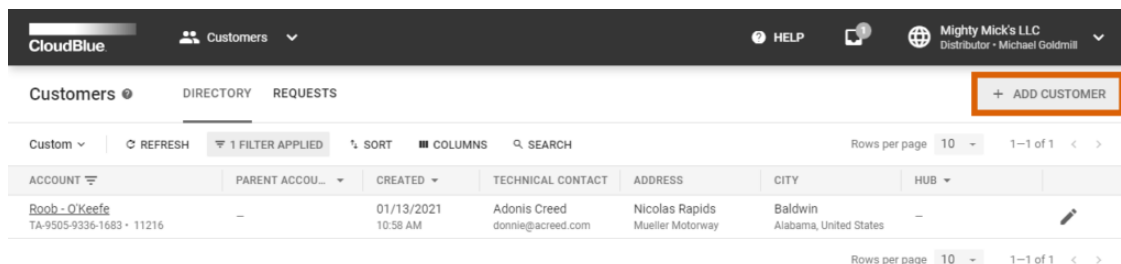 CloudBlue.
Customers
HELP
1
Mighty Mick's LLC
Distributor • Michael Goldmill
Customers
DIRECTORY
REQUESTS
+ ADD CUSTOMER
Custom
REFRESH
1 FILTER APPLIED
SORT
COLUMNS
SEARCH
Rows per page 10
1–1 of 1
ACCOUNT
PARENT ACCOU...
CREATED
TECHNICAL CONTACT
ADDRESS
CITY
HUB
Roob - O'Keefe
TA-9505-9336-1683 • 11216
–
01/13/2021
10:58 AM
Adonis Creed
donnie@acreed.com
Nicolas Rapids
Mueller Motorway
Baldwin
Alabama, United States
–
Rows per page 10
1–1 of 1